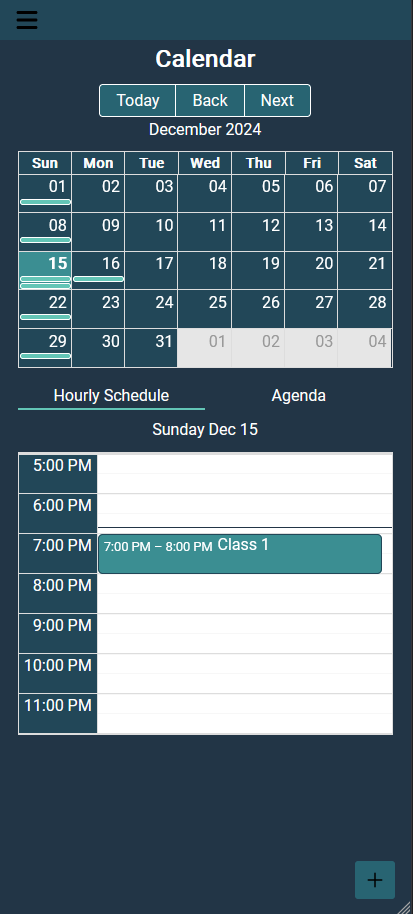 Calendar
Today Back Next
December 2024
Sun Mon Tue Wed Thu Fri Sat
01 02 03 04 05 06 07
08 09 10 11 12 13 14
15 16 17 18 19 20 21
22 23 24 25 26 27 28
29 30 31 01 02 03 04
Hourly Schedule Agenda
Sunday Dec 15
5:00 PM
6:00 PM
7:00 PM 7:00 PM – 8:00 PM Class 1
8:00 PM
9:00 PM
10:00 PM
11:00 PM
+